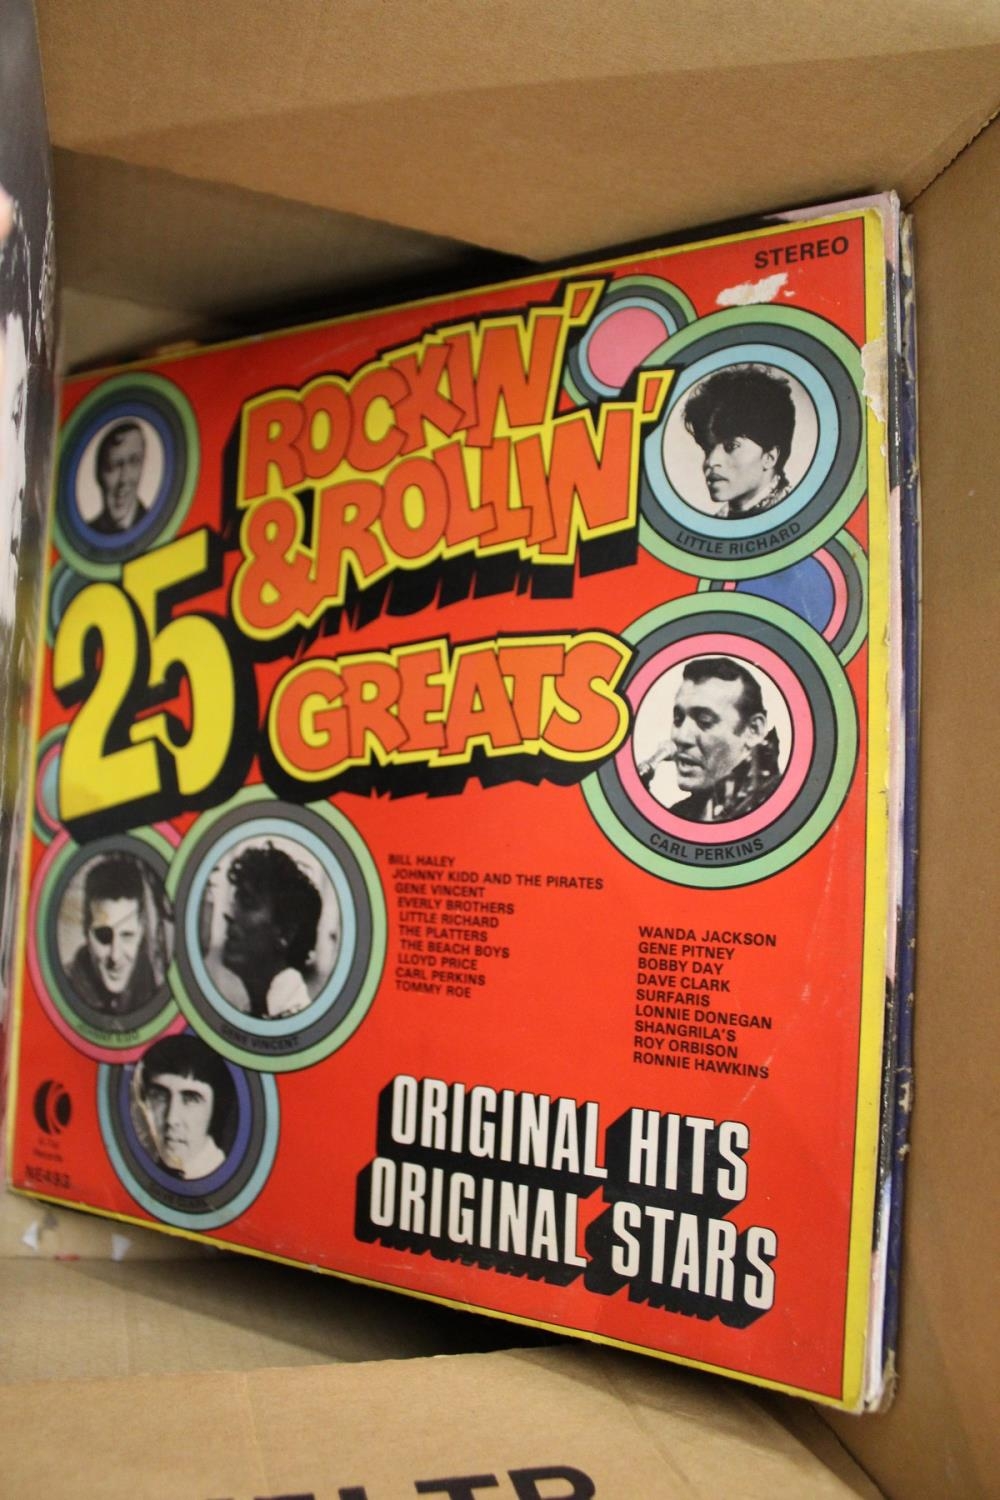 STEREO
ROCKIN'
& ROLLIN'
25
GREATS
LITTLE RICHARD
CARL PERKINS
GENE VINCENT
BILL HALEY
JOHNNY KIDD AND THE PIRATES
GENE VINCENT
EVERLY BROTHERS
LITTLE RICHARD
THE PLATTERS
THE BEACH BOYS
LLOYD PRICE
CARL PERKINS
TOMMY ROE
WANDA JACKSON
GENE PITNEY
BOBBY DAY
DAVE CLARK
SURFARIS
LONNIE DONEGAN
SHANGRILA'S
ROY ORBISON
RONNIE HAWKINS
K
Records
NE493
ORIGINAL HITS
ORIGINAL STARS